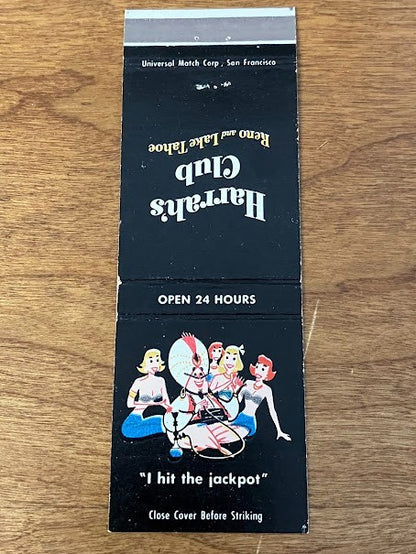 Universal Match Corp., San Francisco
Harrah's
Club
Reno and Lake Tahoe
OPEN 24 HOURS
"I hit the jackpot"
Close Cover Before Striking